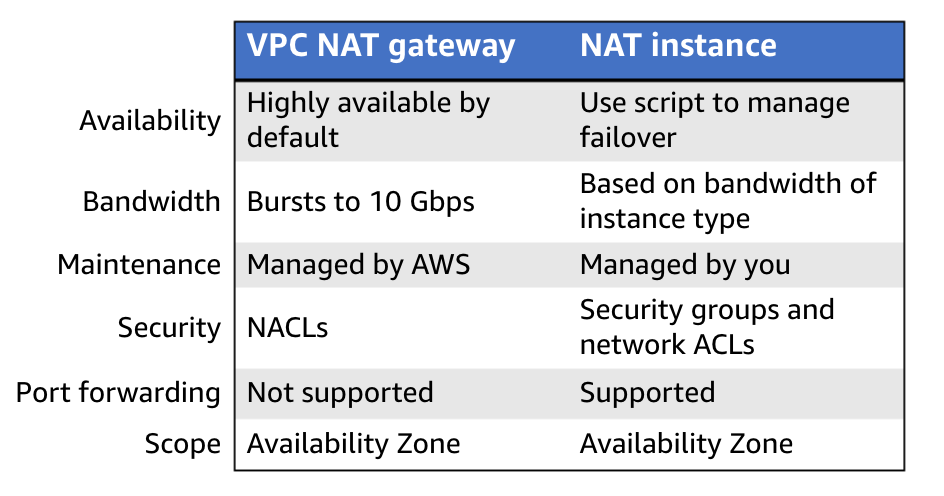 VPC NAT gateway NAT instance
Availability Highly available by default Use script to manage failover
Bandwidth Bursts to 10 Gbps Based on bandwidth of instance type
Maintenance Managed by AWS Managed by you
Security NACLs Security groups and network ACLs
Port forwarding Not supported Supported
Scope Availability Zone Availability Zone